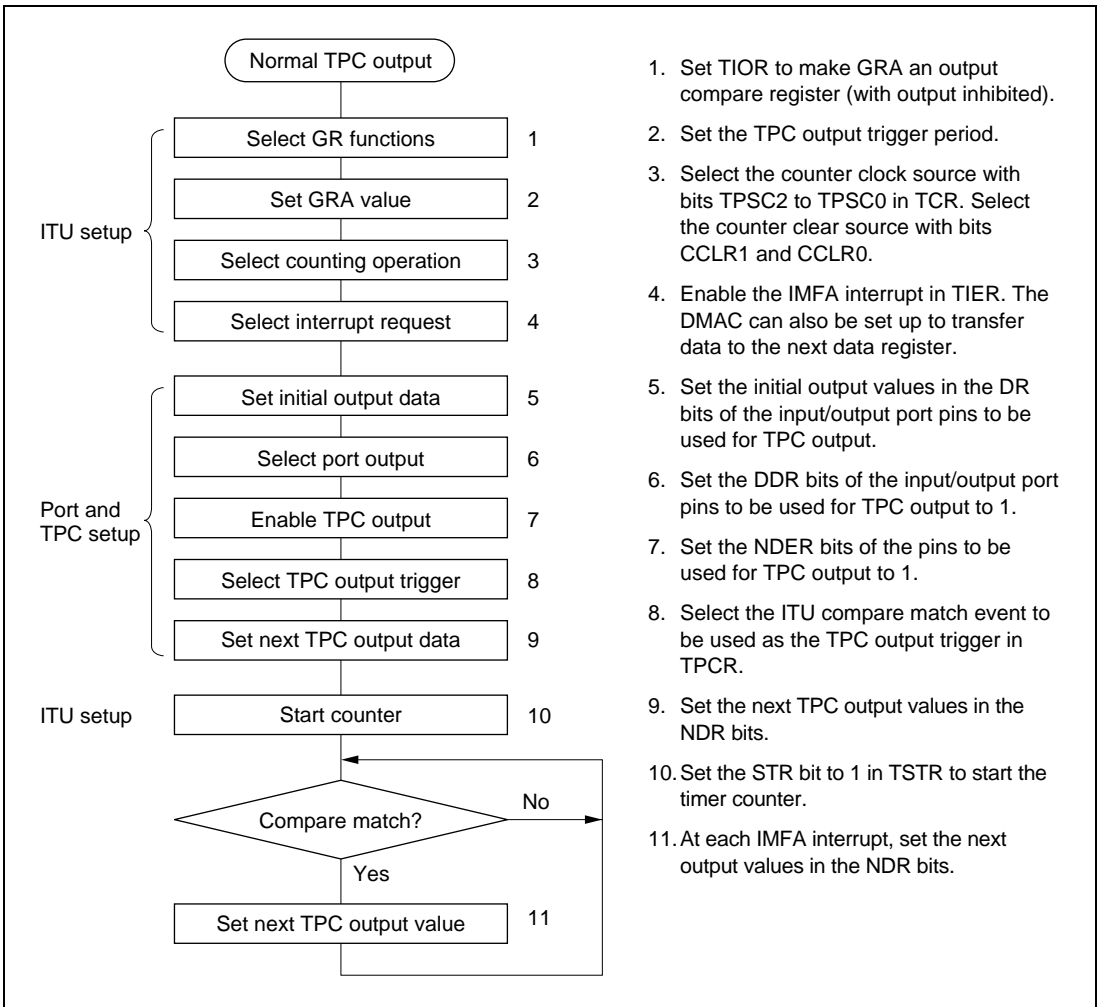 Normal TPC output
Select GR functions 1
Set GRA value 2
ITU setup
Select counting operation 3
Select interrupt request 4
Set initial output data 5
Select port output 6
Port and
TPC setup
Enable TPC output 7
Select TPC output trigger 8
Set next TPC output data 9
ITU setup
Start counter 10
Compare match?
No
Yes
Set next TPC output value 11
1. Set TIOR to make GRA an output
compare register (with output inhibited).
2. Set the TPC output trigger period.
3. Select the counter clock source with
bits TPSC2 to TPSC0 in TCR. Select
the counter clear source with bits
CCLR1 and CCLR0.
4. Enable the IMFA interrupt in TIER. The
DMAC can also be set up to transfer
data to the next data register.
5. Set the initial output values in the DR
bits of the input/output port pins to be
used for TPC output.
6. Set the DDR bits of the input/output port
pins to be used for TPC output to 1.
7. Set the NDER bits of the pins to be
used for TPC output to 1.
8. Select the ITU compare match event to
be used as the TPC output trigger in
TPCR.
9. Set the next TPC output values in the
NDR bits.
10. Set the STR bit to 1 in TSTR to start the
timer counter.
11. At each IMFA interrupt, set the next
output values in the NDR bits.